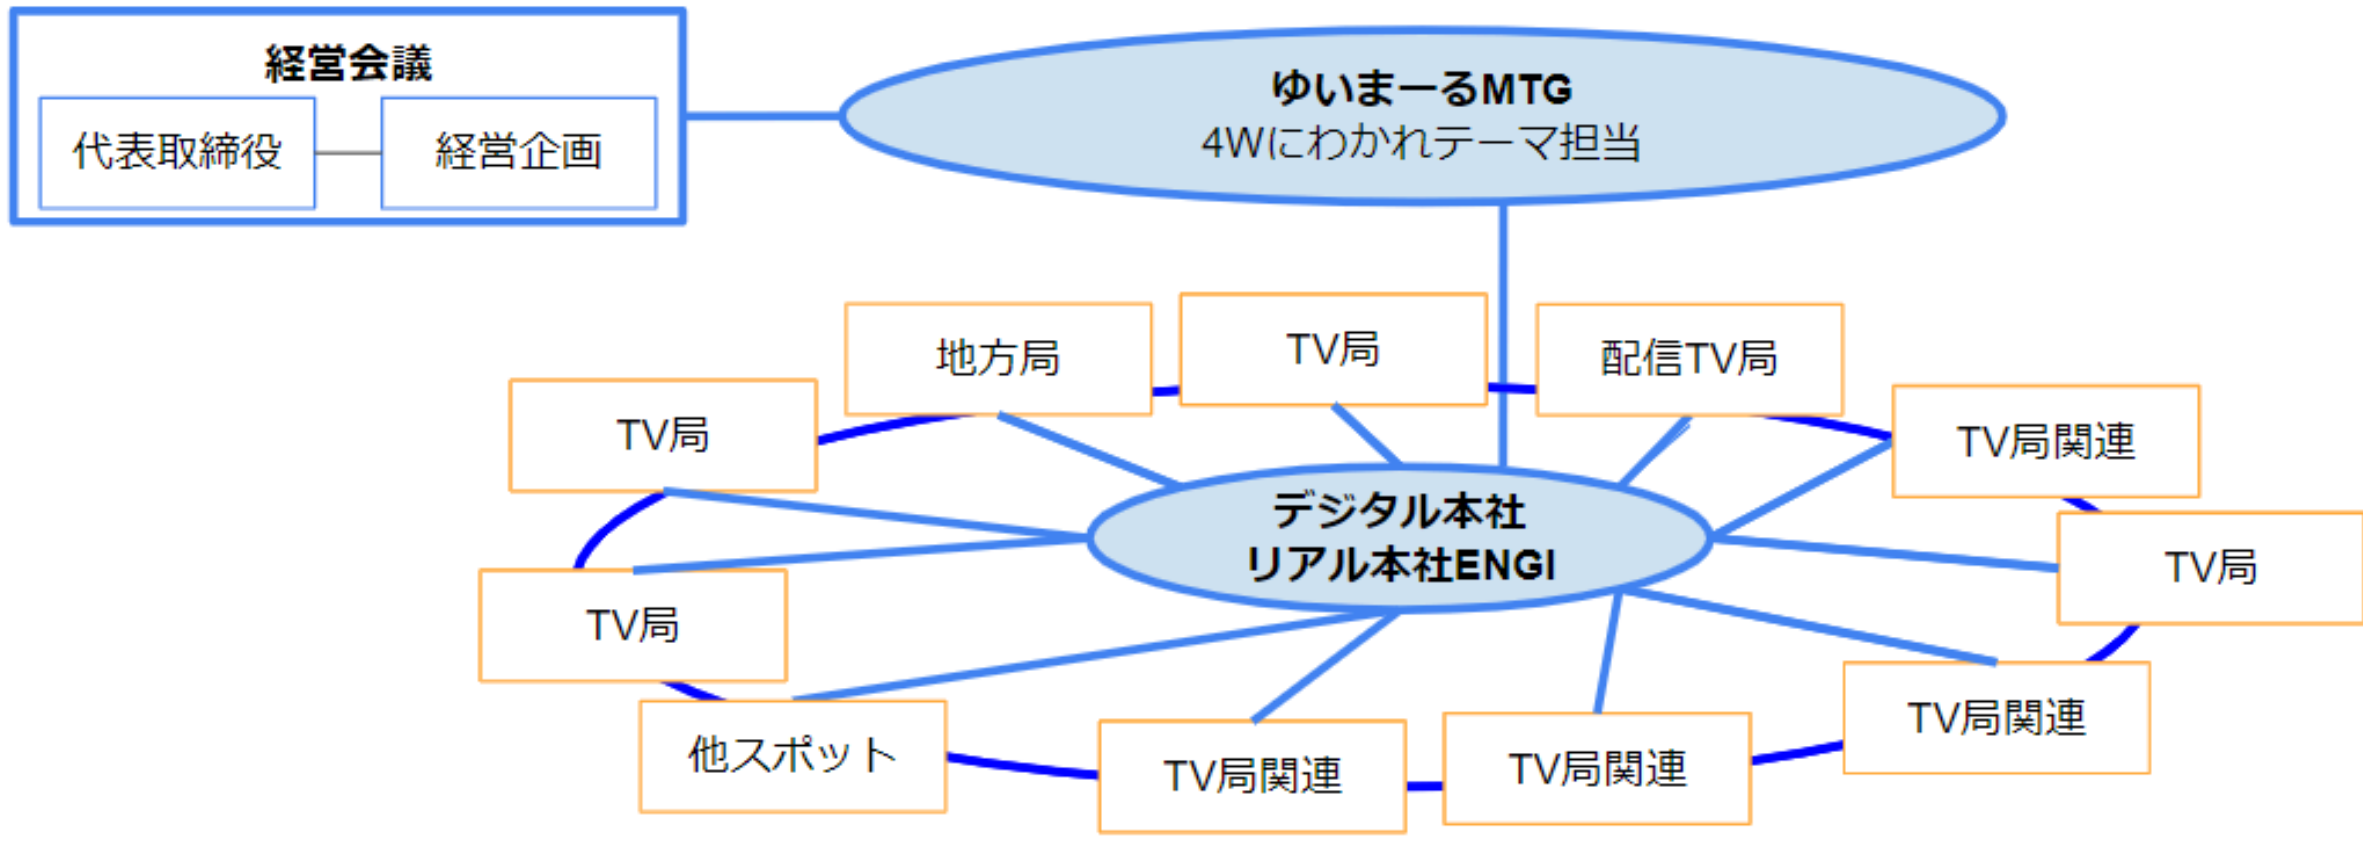 経営会議
代表取締役
経営企画
ゆいまーるMTG
4Wにわかれテーマ担当
地方局
TV局
配信TV局
TV局
TV局関連
デジタル本社
リアル本社ENGI
TV局
TV局
他スポット
TV局関連
TV局関連
TV局関連